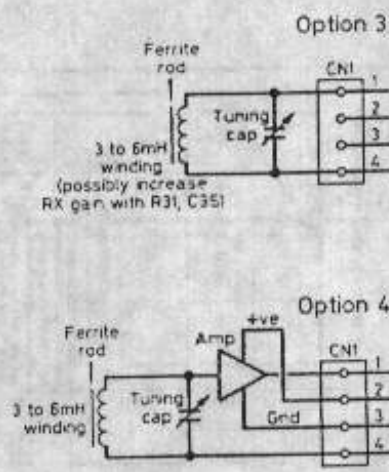 Option 3
Ferrite
rod
CN1
1
Tuning
cap
2
3
4
3 to 6mH
winding
(possibly increase
RX gain with R31, C35)
Option 4
+ve
Ferrite
rod
Amp
CN1
1
Tuning
cap
2
3 to 6mH
winding
Gnd
3
4